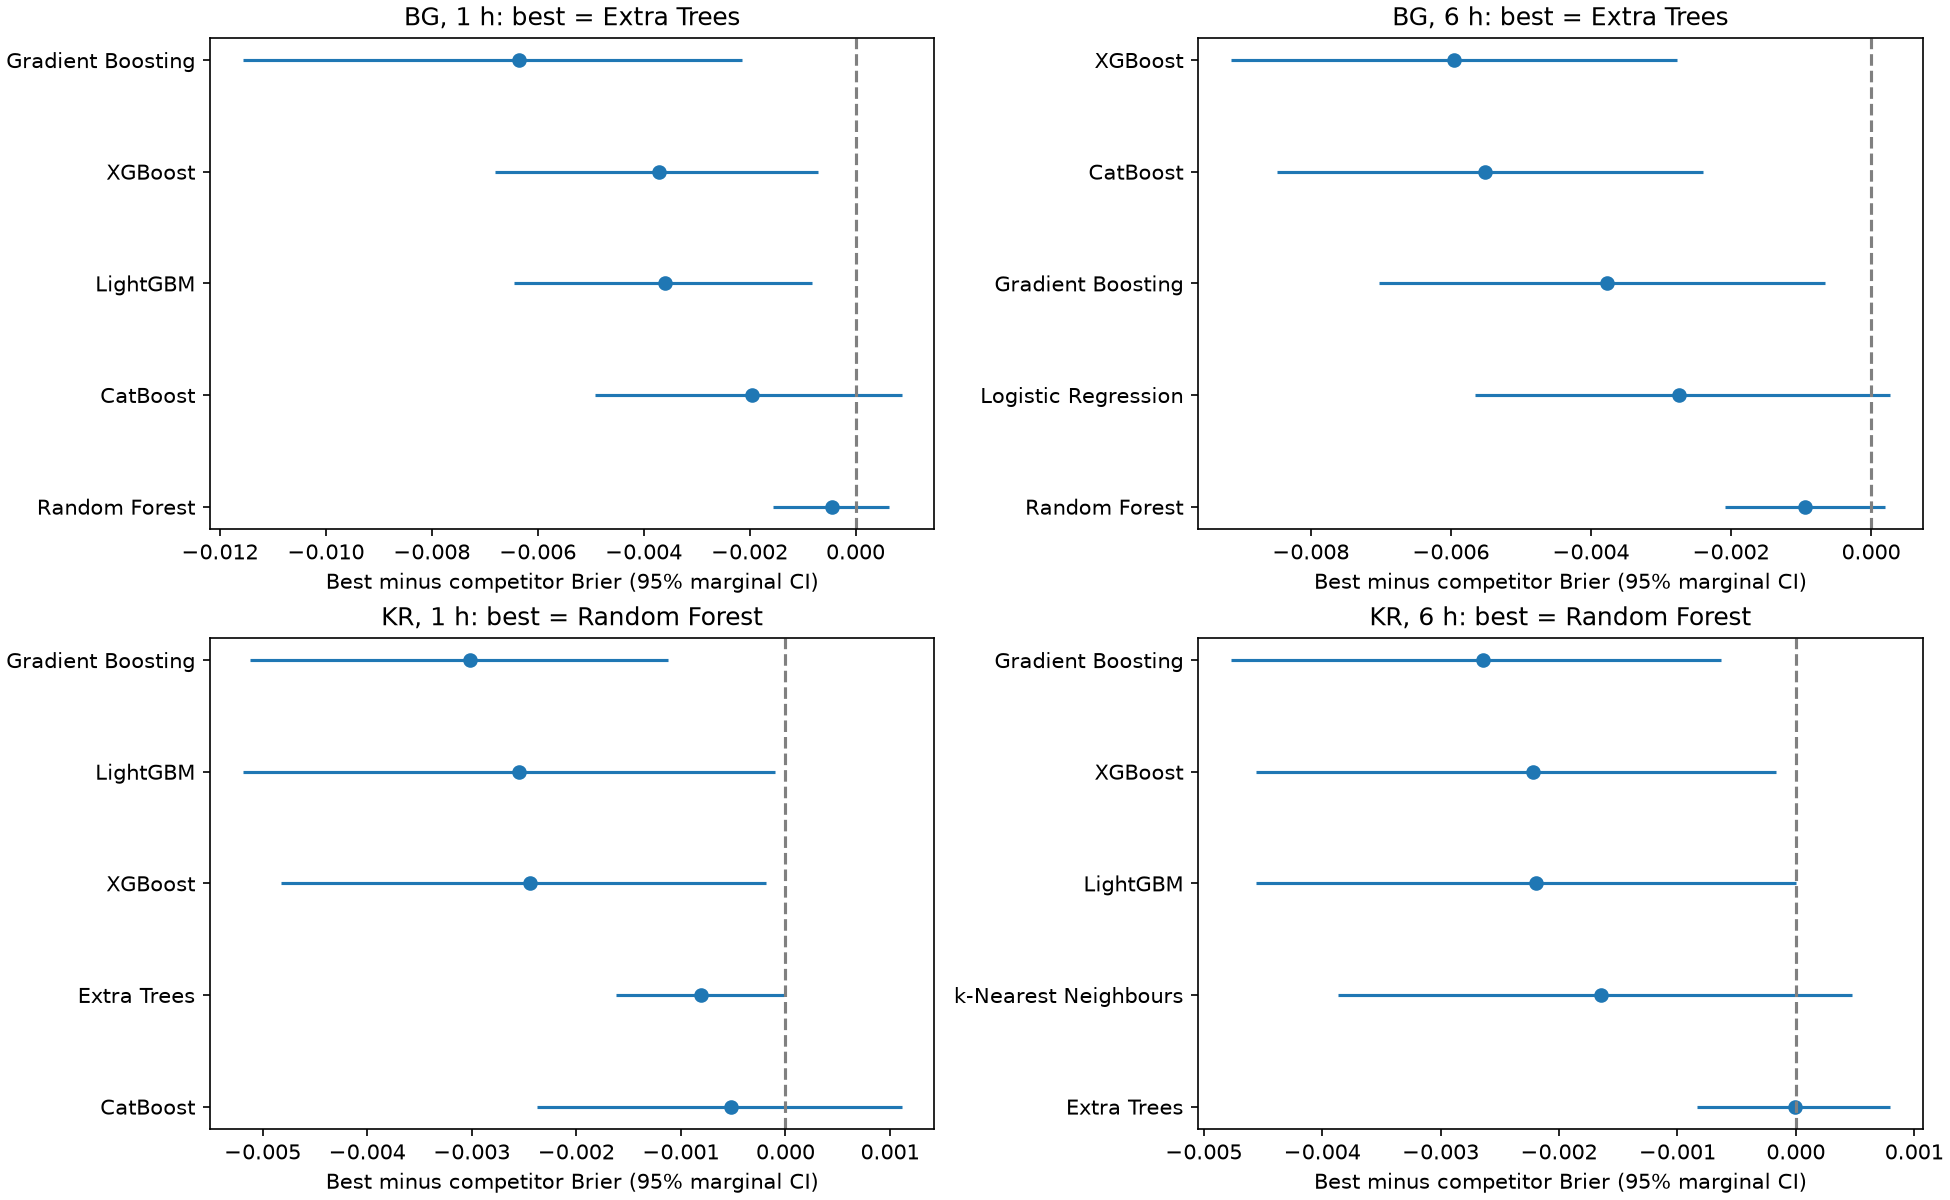 BG, 1 h: best = Extra Trees
Gradient Boosting
XGBoost
LightGBM
CatBoost
Random Forest
−0.012 −0.010 −0.008 −0.006 −0.004 −0.002 0.000
Best minus competitor Brier (95% marginal CI)
BG, 6 h: best = Extra Trees
XGBoost
CatBoost
Gradient Boosting
Logistic Regression
Random Forest
−0.008 −0.006 −0.004 −0.002 0.000
Best minus competitor Brier (95% marginal CI)
KR, 1 h: best = Random Forest
Gradient Boosting
LightGBM
XGBoost
Extra Trees
CatBoost
−0.005 −0.004 −0.003 −0.002 −0.001 0.000 0.001
Best minus competitor Brier (95% marginal CI)
KR, 6 h: best = Random Forest
Gradient Boosting
XGBoost
LightGBM
k-Nearest Neighbours
Extra Trees
−0.005 −0.004 −0.003 −0.002 −0.001 0.000 0.001
Best minus competitor Brier (95% marginal CI)